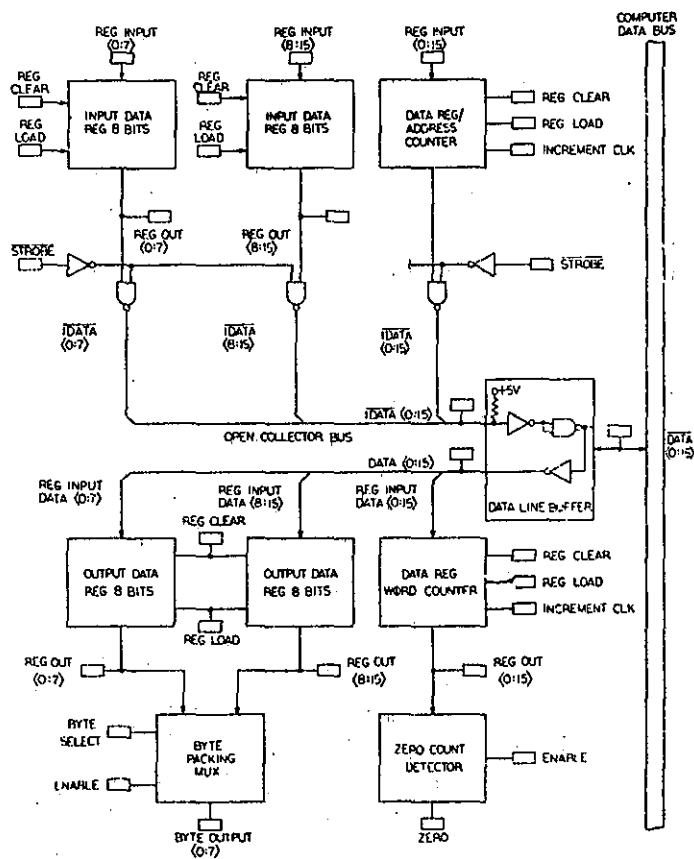 COMPUTER
DATA BUS
REG INPUT
(0:7)
REG INPUT
(8:15)
REG INPUT
(0:15)
REG
CLEAR
REG
LOAD
INPUT DATA
REG 8 BITS
REG
CLEAR
REG
LOAD
INPUT DATA
REG 8 BITS
DATA REG/
ADDRESS
COUNTER
REG CLEAR
REG LOAD
INCREMENT CLK
REG OUT
(0:7)
REG OUT
(8:15)
STROBE
STROBE
IDATA
(0:7)
IDATA
(8:15)
IDATA
(0:15)
+5V
IDATA (0:15)
OPEN COLLECTOR BUS
DATA (0:15)
DATA
(0:15)
DATA LINE BUFFER
REG INPUT
DATA (0:7)
REG INPUT
DATA (8:15)
REG INPUT
DATA (0:15)
REG CLEAR
OUTPUT DATA
REG 8 BITS
OUTPUT DATA
REG 8 BITS
REG LOAD
DATA REG
WORD COUNTER
REG CLEAR
REG LOAD
INCREMENT CLK
REG OUT
(0:7)
REG OUT
(8:15)
REG OUT
(0:15)
BYTE
SELECT
ENABLE
BYTE
PACKING
MUX
ZERO COUNT
DETECTOR
ENABLE
BYTE OUTPUT
(0:7)
ZERO